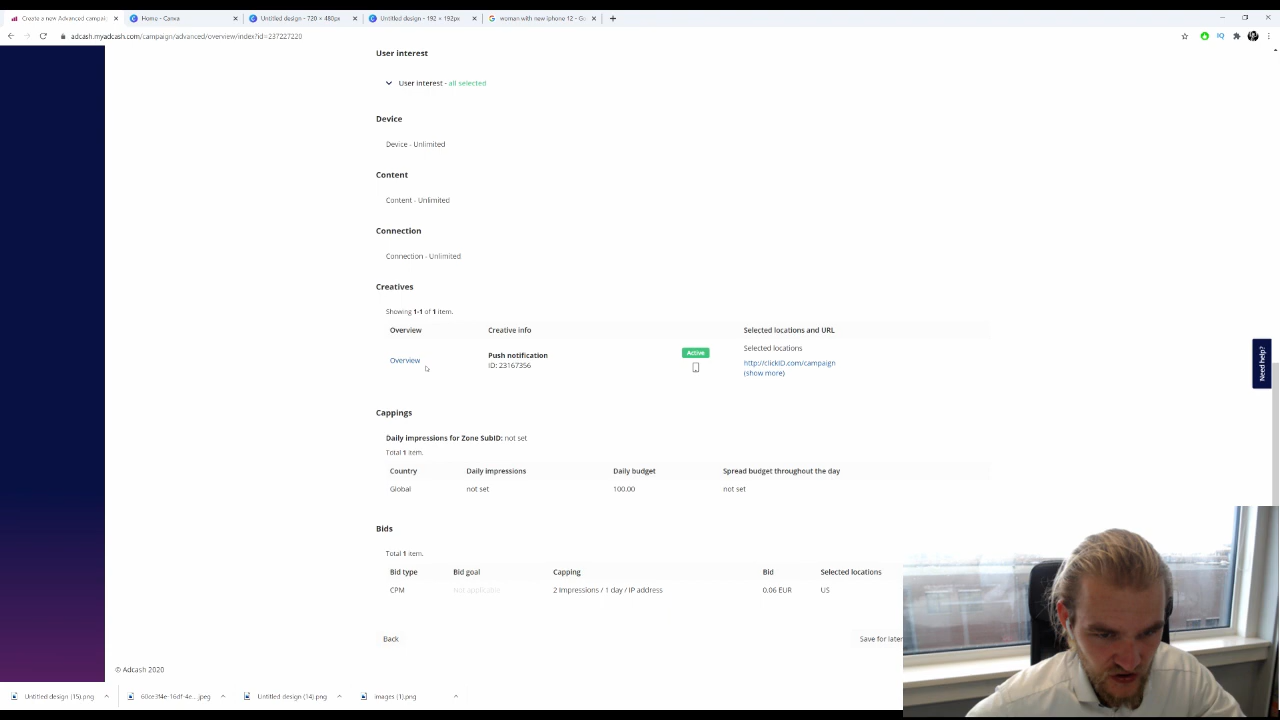 Create a new Advanced campai
Home - Canva
Untitled design - 720 × 480px
Untitled design - 192 × 192px
woman with new iphone 12 - Go
adcash.myadcash.com/campaign/advanced/overview/index?id=237227220
User interest
User interest - all selected
Device
Device - Unlimited
Content
Content - Unlimited
Connection
Connection - Unlimited
Creatives
Showing 1-1 of 1 item.
Overview Creative info Selected locations and URL
Overview Push notification Active Selected locations
ID: 23167356 http://clickID.com/campaign
(show more)
Need help?
Cappings
Daily impressions for Zone SubID: not set
Total 1 item.
Country Daily impressions Daily budget Spread budget throughout the day
Global not set 100.00 not set
Bids
Total 1 item.
Bid type Bid goal Capping Bid Selected locations
CPM Not applicable 2 impressions / 1 day / IP address 0.06 EUR US
Back Save for later
© Adcash 2020
Untitled design (15).png
60ce3f4e-16df-4e....jpeg
Untitled design (14).png
images (1).png